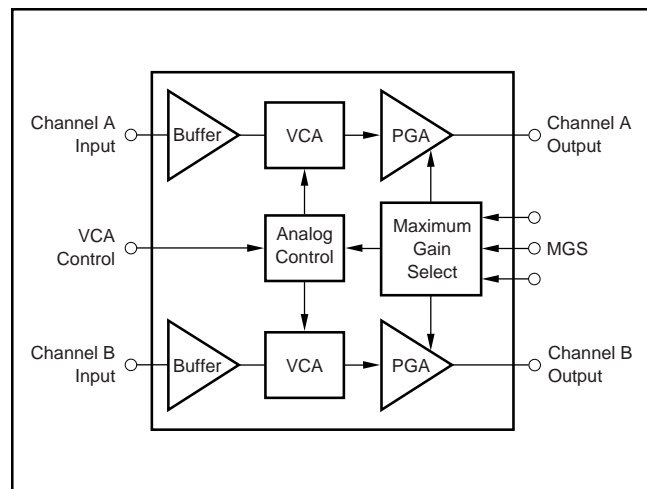 Channel A
Input
Buffer
VCA
PGA
Channel A
Output
VCA
Control
Analog
Control
Maximum
Gain
Select
MGS
Channel B
Input
Buffer
VCA
PGA
Channel B
Output